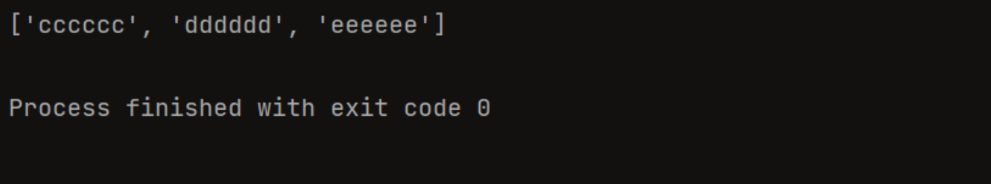 ['cccccc', 'dddddd', 'eeeeee']
Process finished with exit code 0